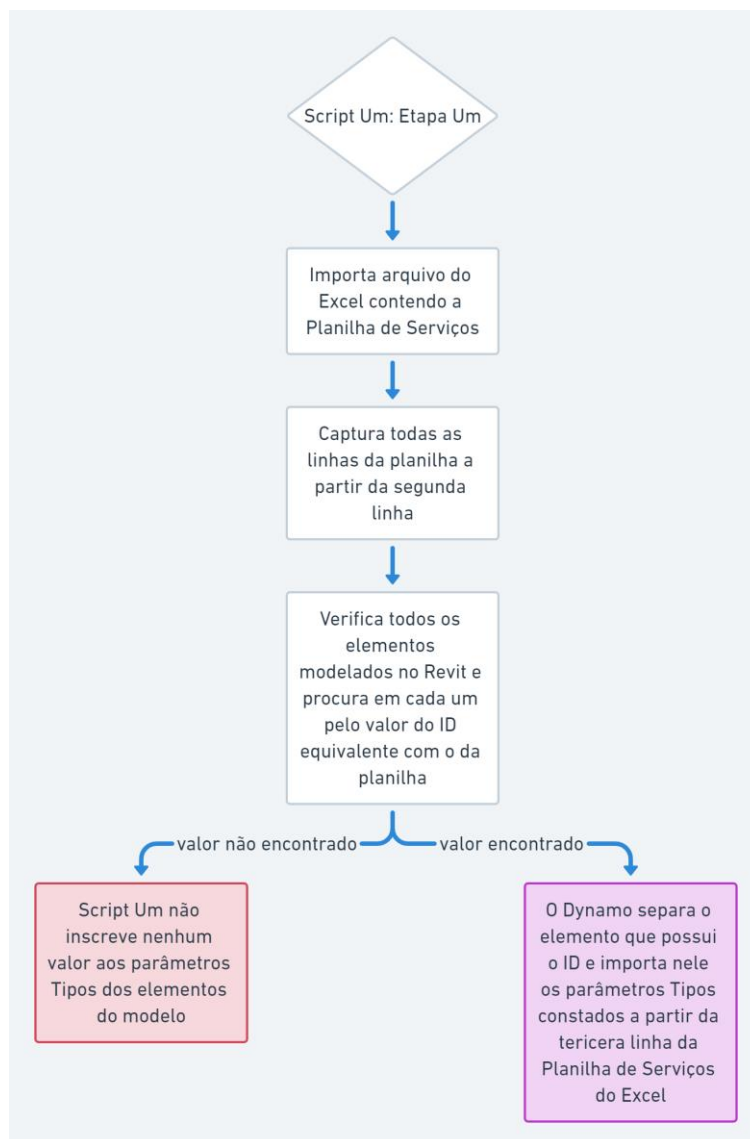 Script Um: Etapa Um
Importa arquivo do
Excel contendo a
Planilha de Serviços
Captura todas as
linhas da planilha a
partir da segunda
linha
Verifica todos os
elementos
modelados no Revit e
procura em cada um
pelo valor do ID
equivalente com o da
planilha
valor não encontrado
valor encontrado
Script Um não
inscreve nenhum
valor aos parâmetros
Tipos dos elementos
do modelo
O Dynamo separa o
elemento que possui
o ID e importa nele
os parâmetros Tipos
constados a partir da
tericera linha da
Planilha de Serviços
do Excel